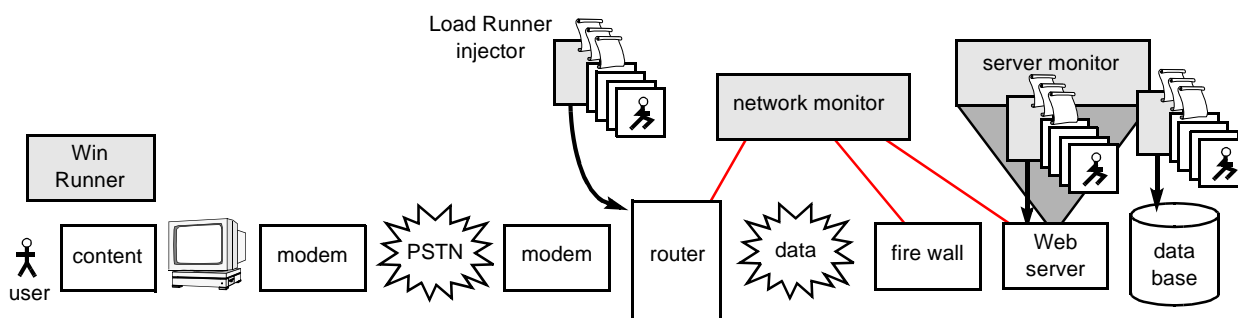 Load Runner
injector
server monitor
network monitor
Win
Runner
content
modem
PSTN
modem
router
data
fire wall
Web
server
data
base
user